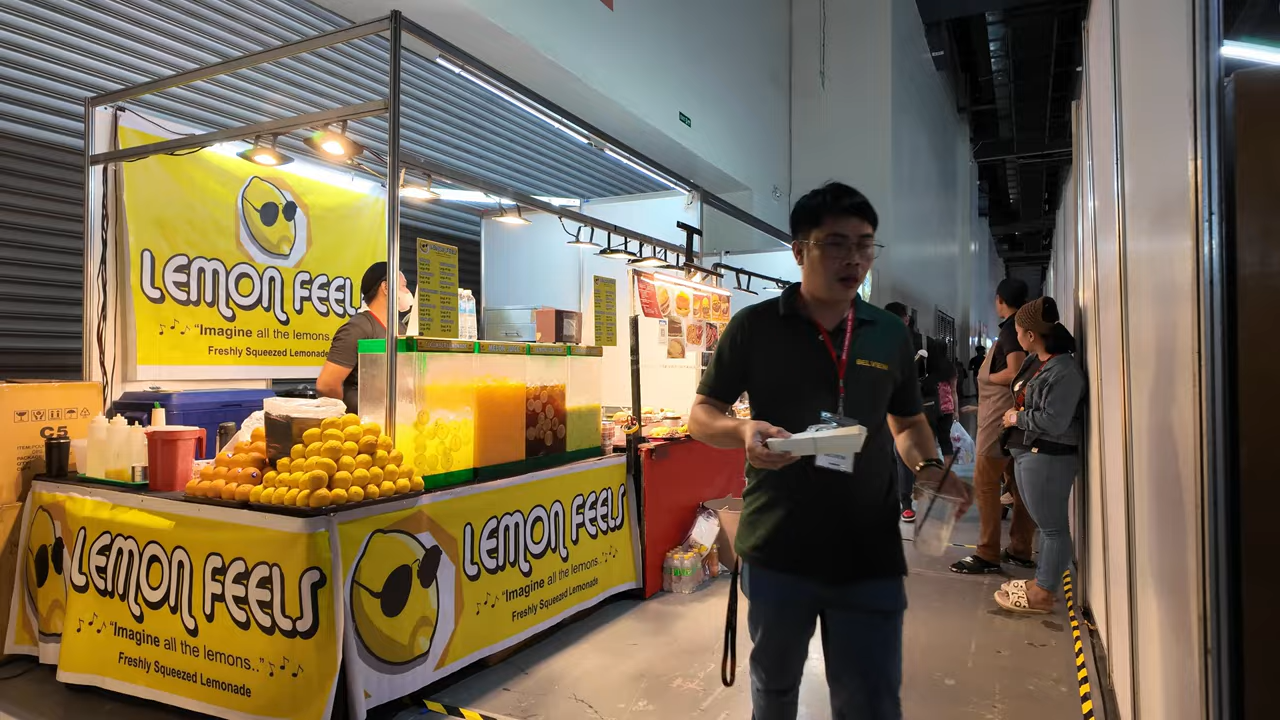 LEMON FEELS
"Imagine all the lemons..
Freshly Squeezed Lemonade
C5
LEMON FEELS
"Imagine all the lemons.."
Freshly Squeezed Lemonade
LEMON FEELS
"Imagine all the lemons.."
Freshly Squeezed Lemonade